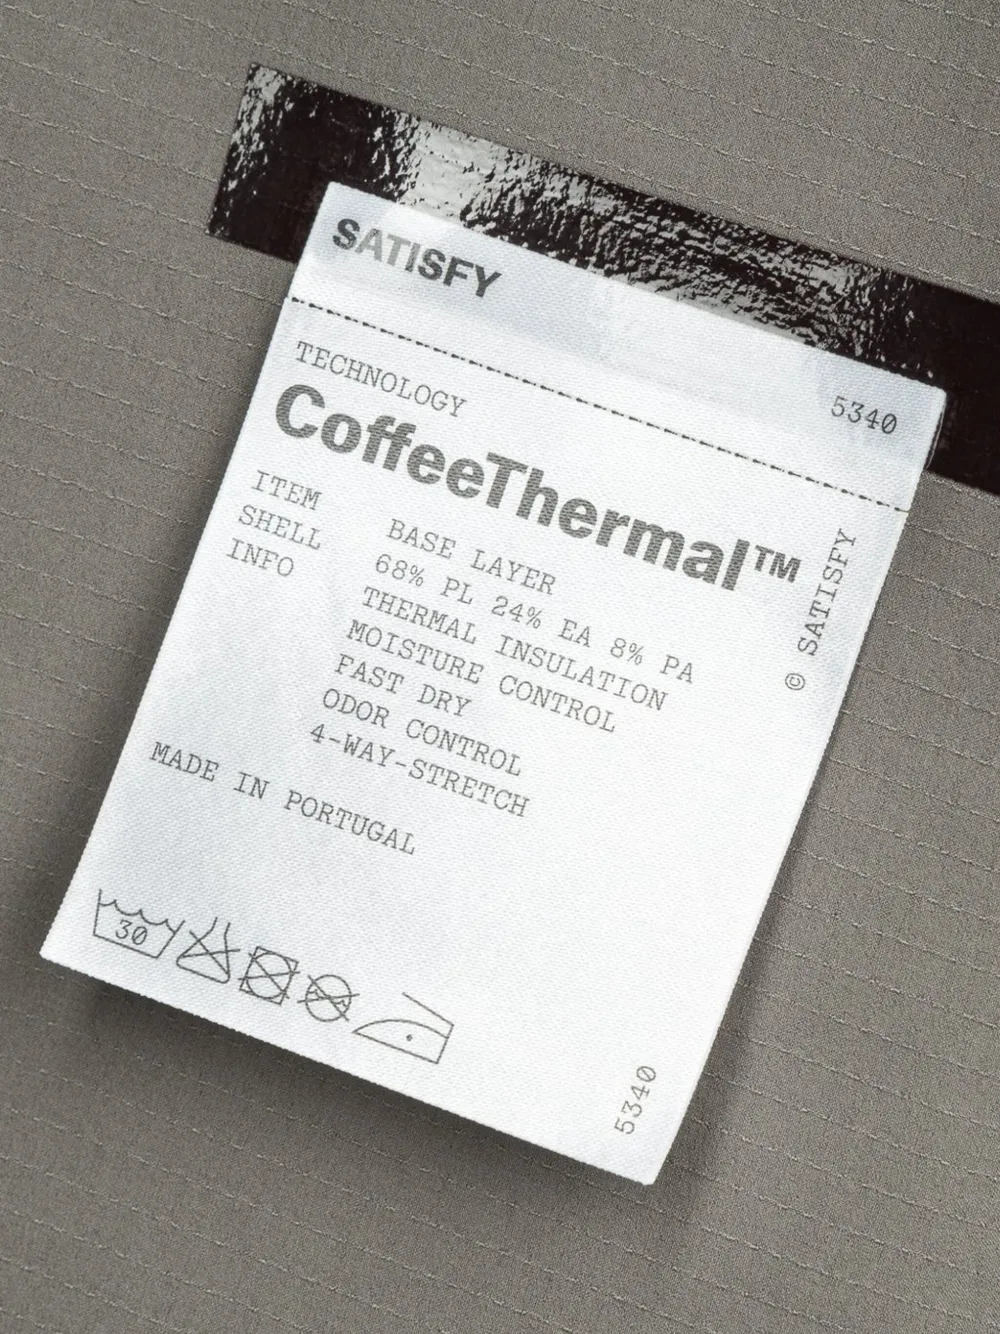 SATISFY
5340
TECHNOLOGY
CoffeeThermal™
ITEM BASE LAYER
SHELL 68% PL 24% EA 8% PA
INFO THERMAL INSULATION
MOISTURE CONTROL
FAST DRY
ODOR CONTROL
4-WAY-STRETCH
MADE IN PORTUGAL
30
© SATISFY
5340